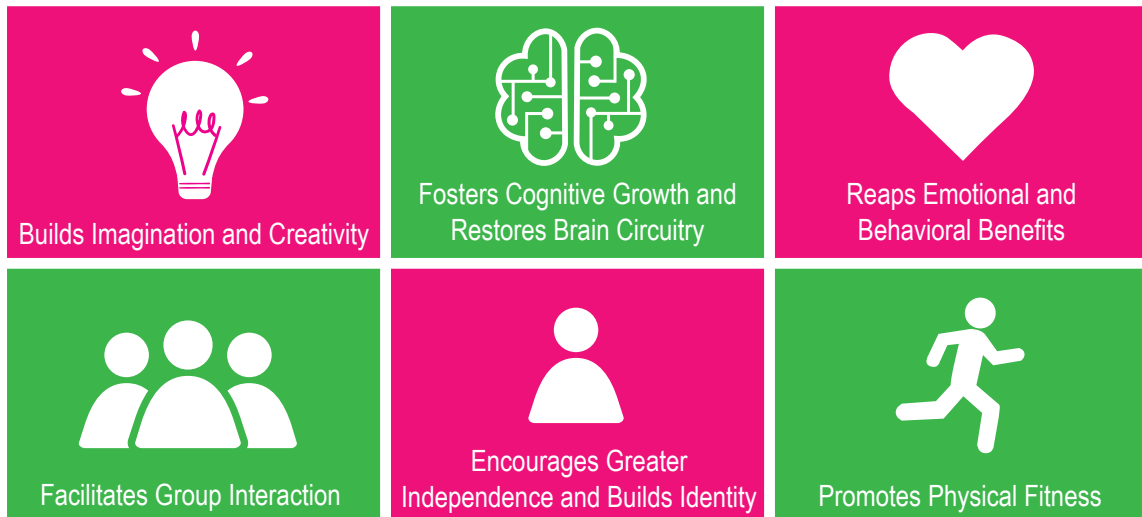 Builds Imagination and Creativity
Fosters Cognitive Growth and
Restores Brain Circuitry
Reaps Emotional and
Behavioral Benefits
Facilitates Group Interaction
Encourages Greater
Independence and Builds Identity
Promotes Physical Fitness